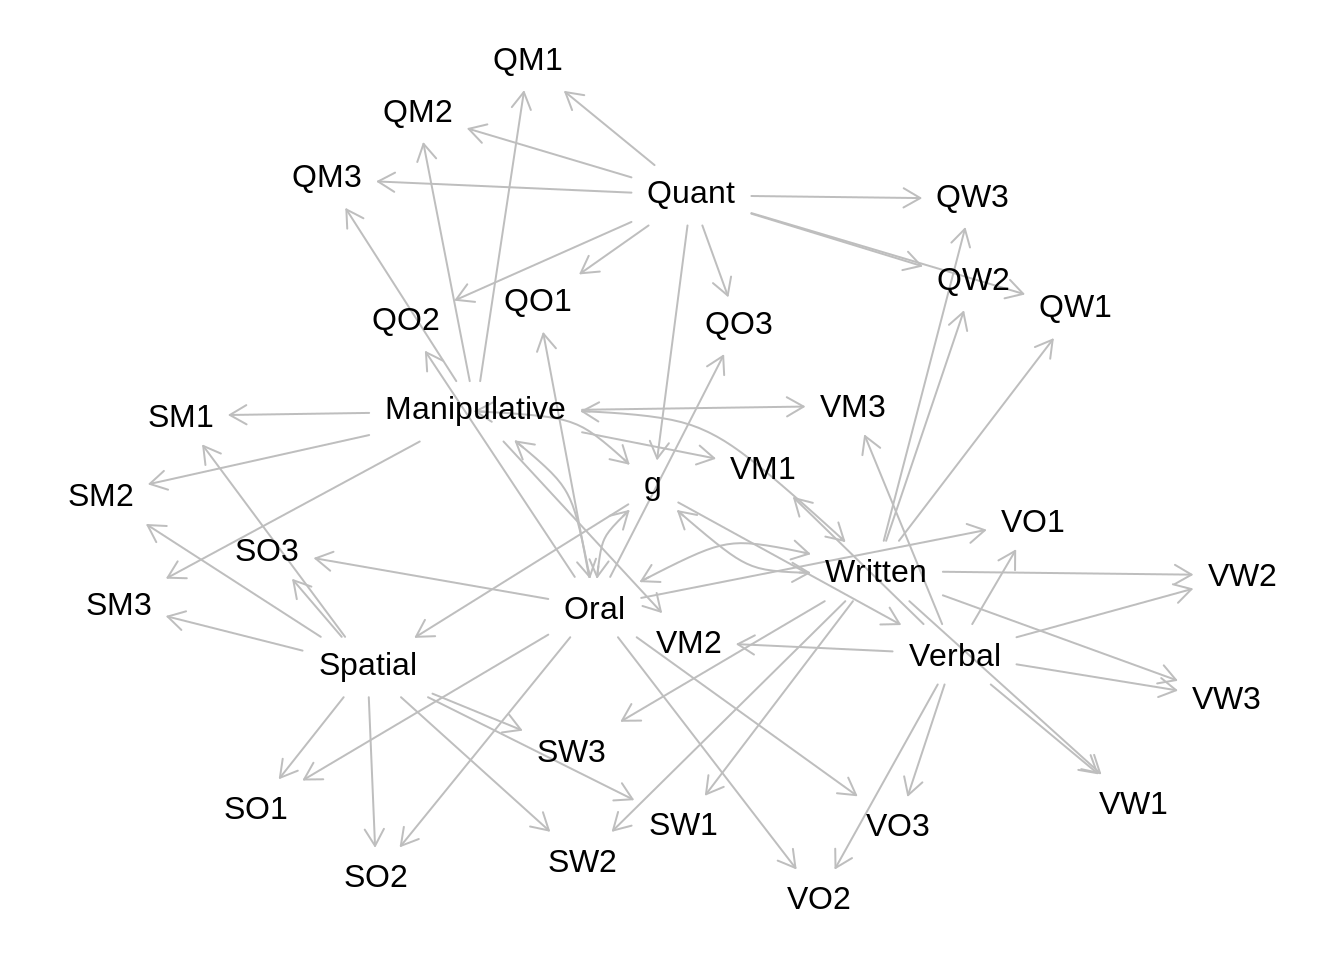 QM1
QM2
QM3
Quant
QW3
QW2
QW1
QO1
QO2
QO3
SM1
Manipulative
VM3
VM1
g
SM2
VO1
SO3
Written
VW2
SM3
Oral
VM2
Verbal
Spatial
VW3
SW3
SO1
VW1
SW1
VO3
SW2
SO2
VO2